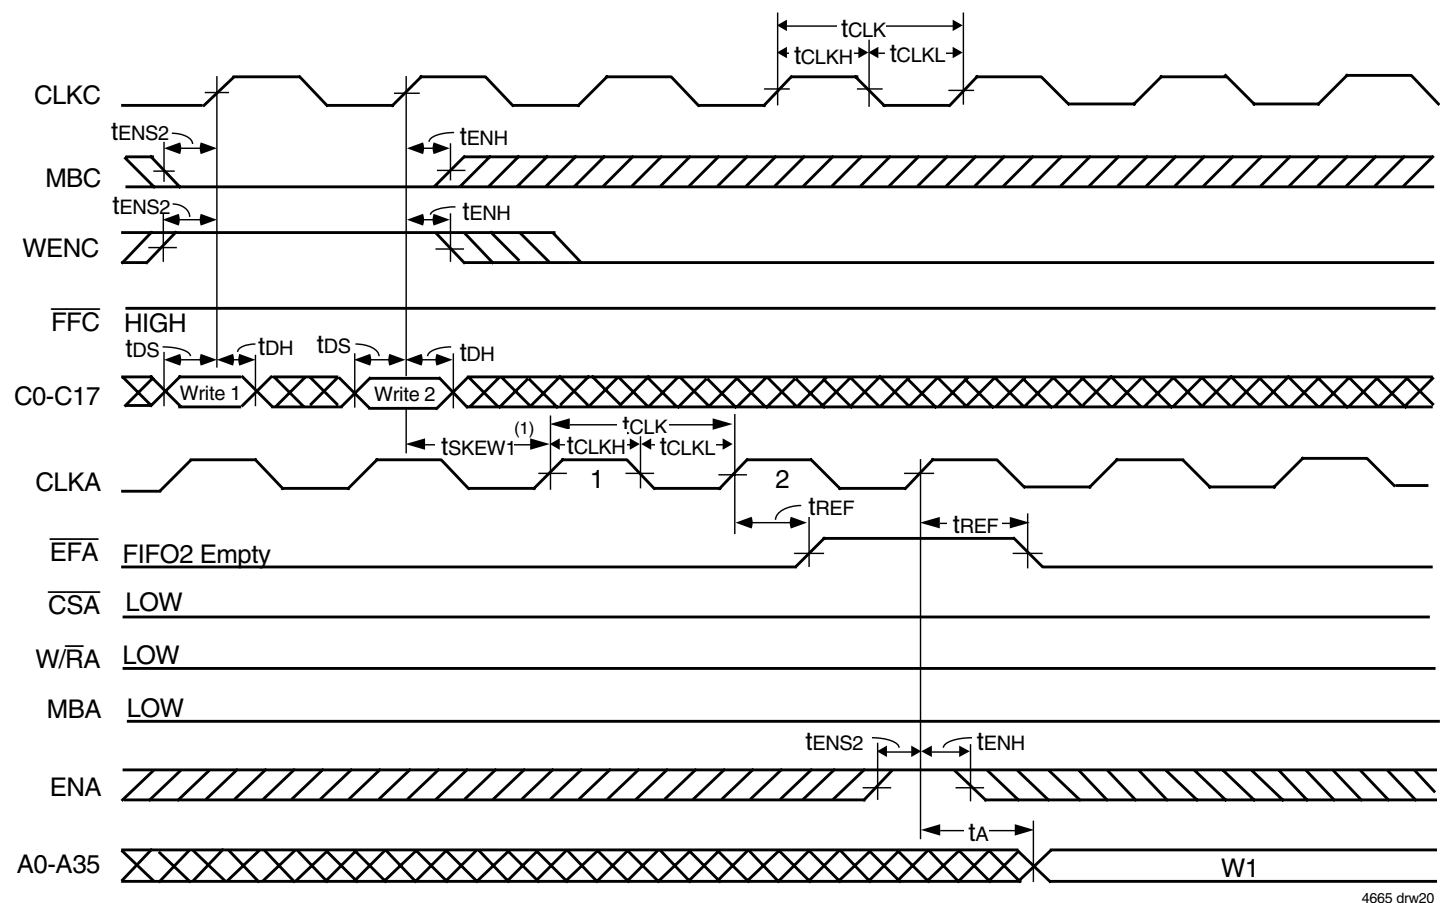 tCLK
tCLKH tCLKL
CLKC
tENS2 tENH
MBC
tENS2 tENH
WENC
FFC HIGH
tDS tDH tDS tDH
C0-C17 Write 1 Write 2
tSKEW1 (1) tCLK
tCLKH tCLKL
CLKA 1 2
tREF tREF
EFA FIFO2 Empty
CSA LOW
W/RA LOW
MBA LOW
tENS2 tENH
ENA
tA
A0-A35 W1
4665 drw20